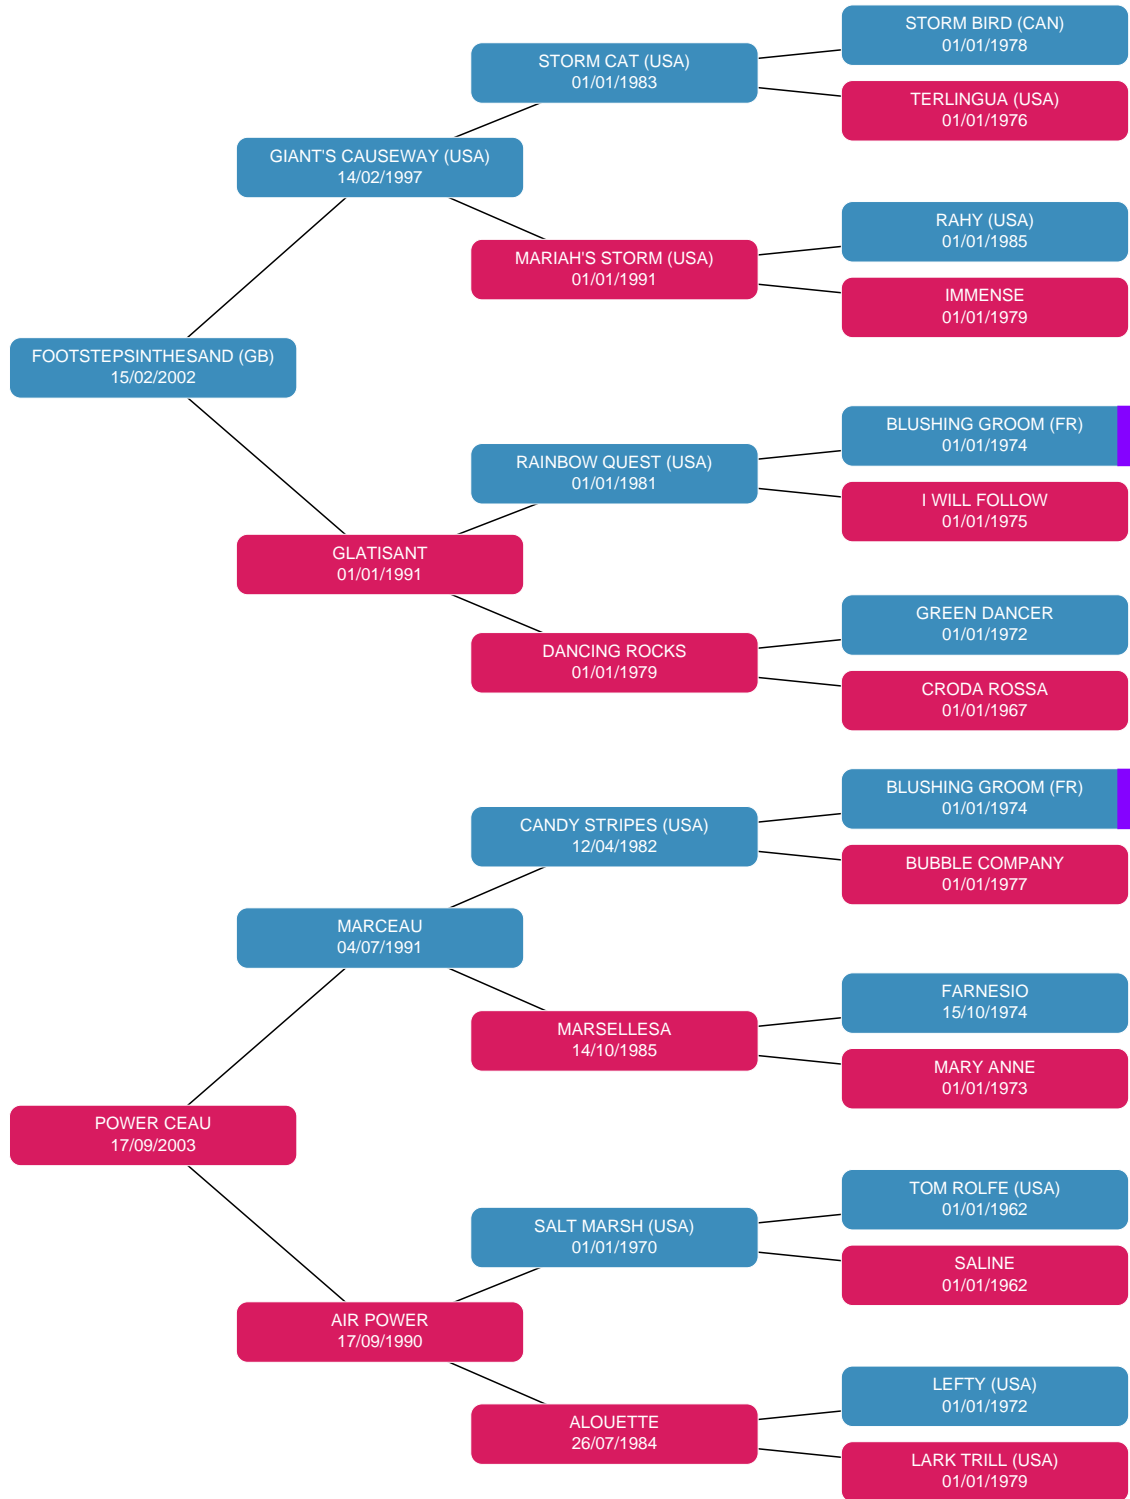 STORM BIRD (CAN)
01/01/1978
STORM CAT (USA)
01/01/1983
TERLINGUA (USA)
01/01/1976
GIANT'S CAUSEWAY (USA)
14/02/1997
RAHY (USA)
01/01/1985
MARIAH'S STORM (USA)
01/01/1991
IMMENSE
01/01/1979
FOOTSTEPSINTHESAND (GB)
15/02/2002
BLUSHING GROOM (FR)
01/01/1974
RAINBOW QUEST (USA)
01/01/1981
I WILL FOLLOW
01/01/1975
GLATISANT
01/01/1991
GREEN DANCER
01/01/1972
DANCING ROCKS
01/01/1979
CRODA ROSSA
01/01/1967
BLUSHING GROOM (FR)
01/01/1974
CANDY STRIPES (USA)
12/04/1982
BUBBLE COMPANY
01/01/1977
MARCEAU
04/07/1991
FARNESIO
15/10/1974
MARSELLESA
14/10/1985
MARY ANNE
01/01/1973
POWER CEAU
17/09/2003
TOM ROLFE (USA)
01/01/1962
SALT MARSH (USA)
01/01/1970
SALINE
01/01/1962
AIR POWER
17/09/1990
LEFTY (USA)
01/01/1972
ALOUETTE
26/07/1984
LARK TRILL (USA)
01/01/1979